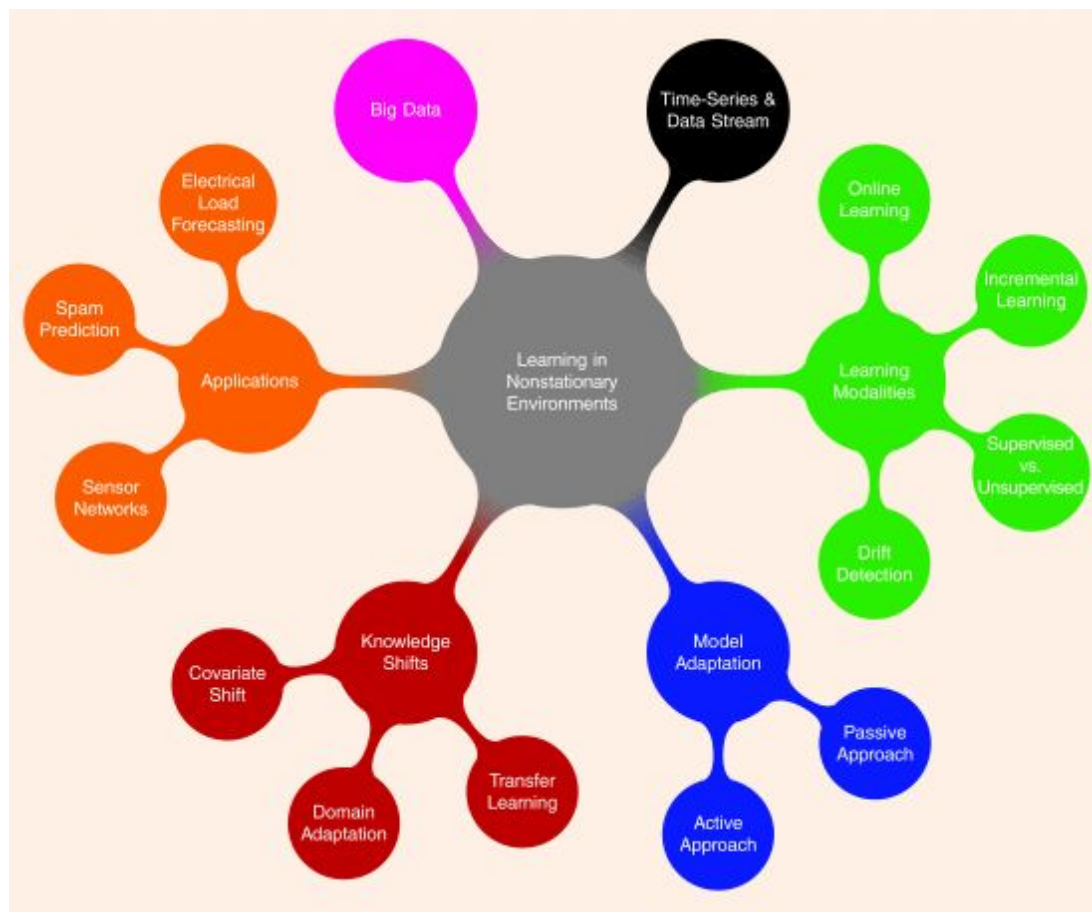 Big Data
Time-Series &
Data Stream
Electrical
Load
Forecasting
Online
Learning
Spam
Prediction
Incremental
Learning
Applications
Learning in
Nonstationary
Environments
Learning
Modalities
Sensor
Networks
Supervised
vs.
Unsupervised
Drift
Detection
Knowledge
Shifts
Model
Adaptation
Covariate
Shift
Passive
Approach
Transfer
Learning
Domain
Adaptation
Active
Approach